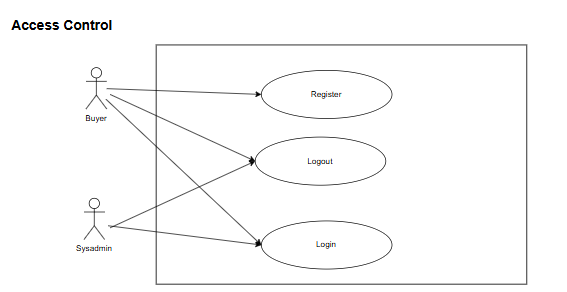 Access Control
Register
Buyer
Logout
Login
Sysadmin